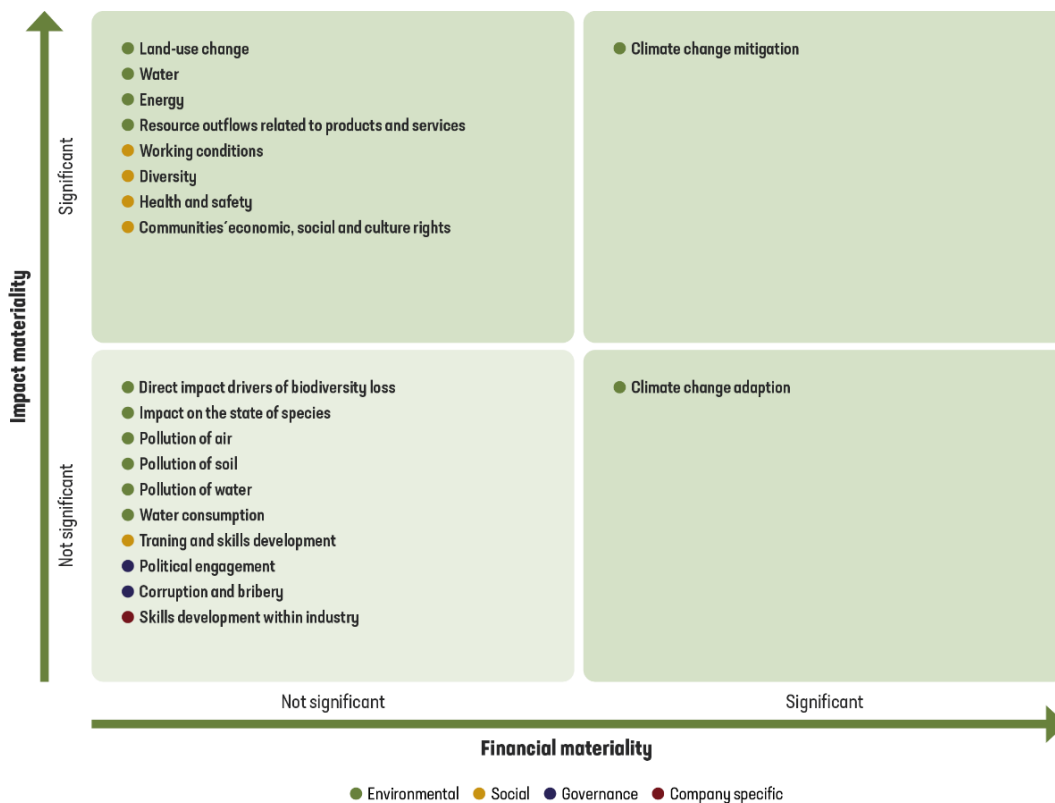 Impact materiality
Significant
Not significant
Land-use change
Water
Energy
Resource outflows related to products and services
Working conditions
Diversity
Health and safety
Communities´economic, social and culture rights
Climate change mitigation
Direct impact drivers of biodiversity loss
Impact on the state of species
Pollution of air
Pollution of soil
Pollution of water
Water consumption
Traning and skills development
Political engagement
Corruption and bribery
Skills development within industry
Climate change adaption
Not significant
Significant
Financial materiality
Environmental
Social
Governance
Company specific